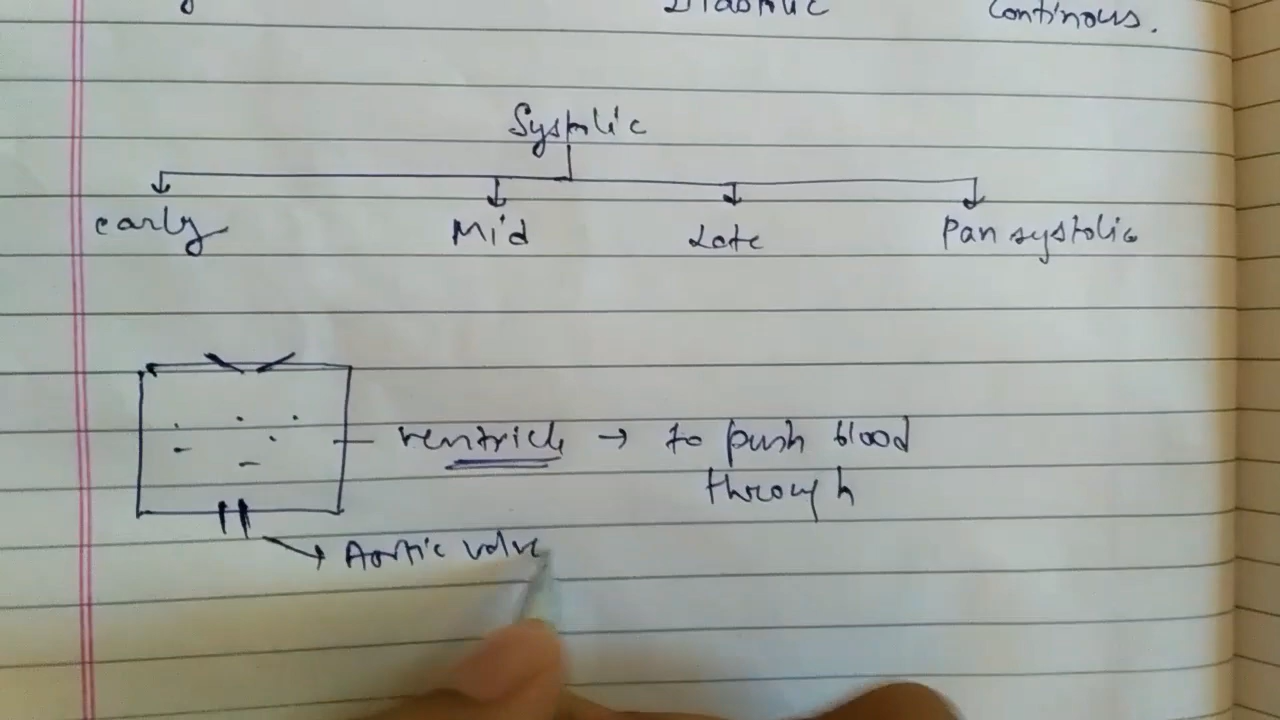 Diastolic continous.
Systolic
early Mid Late Pan systolic
ventricle → to push blood
through
Aortic valve